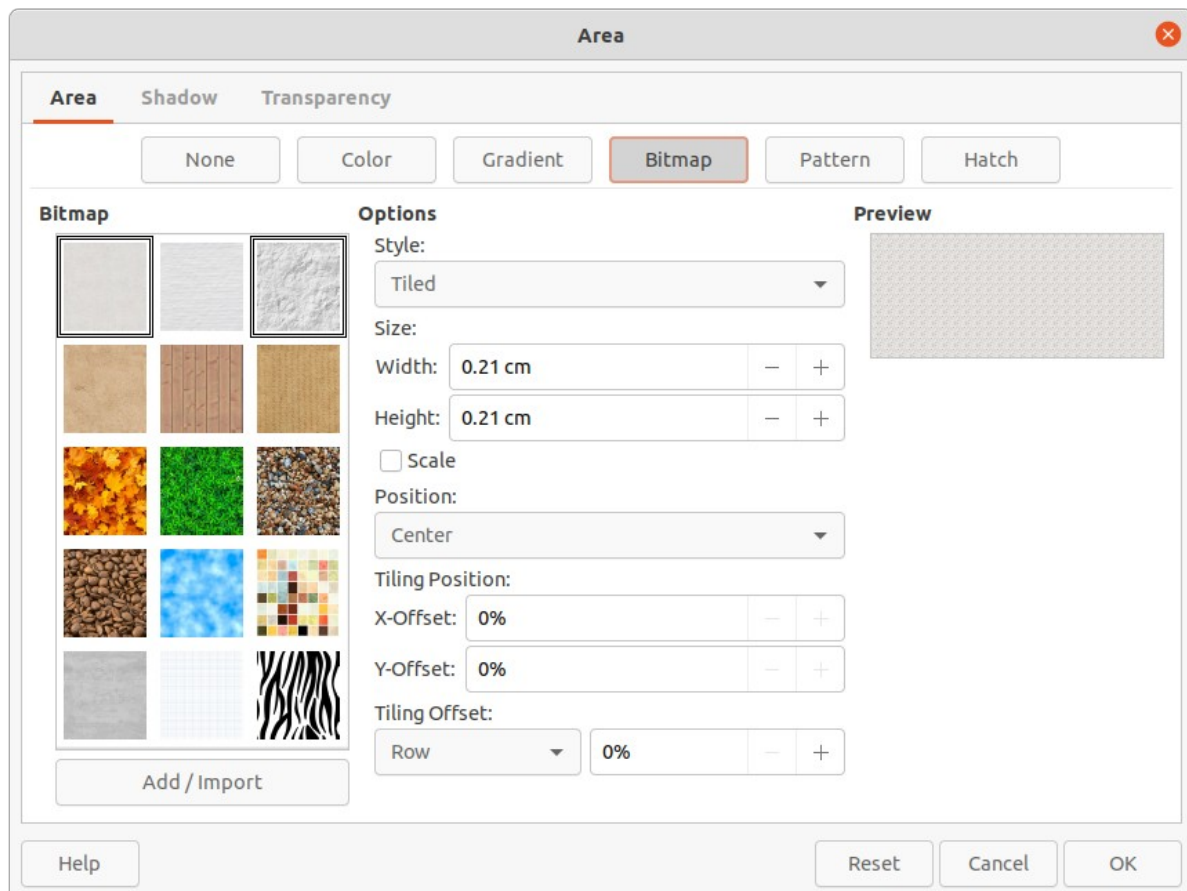 Area
Area Shadow Transparency
None Color Gradient Bitmap Pattern Hatch
Bitmap
Options
Style:
Tiled
Size:
Width: 0.21 cm
Height: 0.21 cm
Scale
Position:
Center
Tiling Position:
X-Offset: 0%
Y-Offset: 0%
Tiling Offset:
Row 0%
Add / Import
Preview
Help Reset Cancel OK